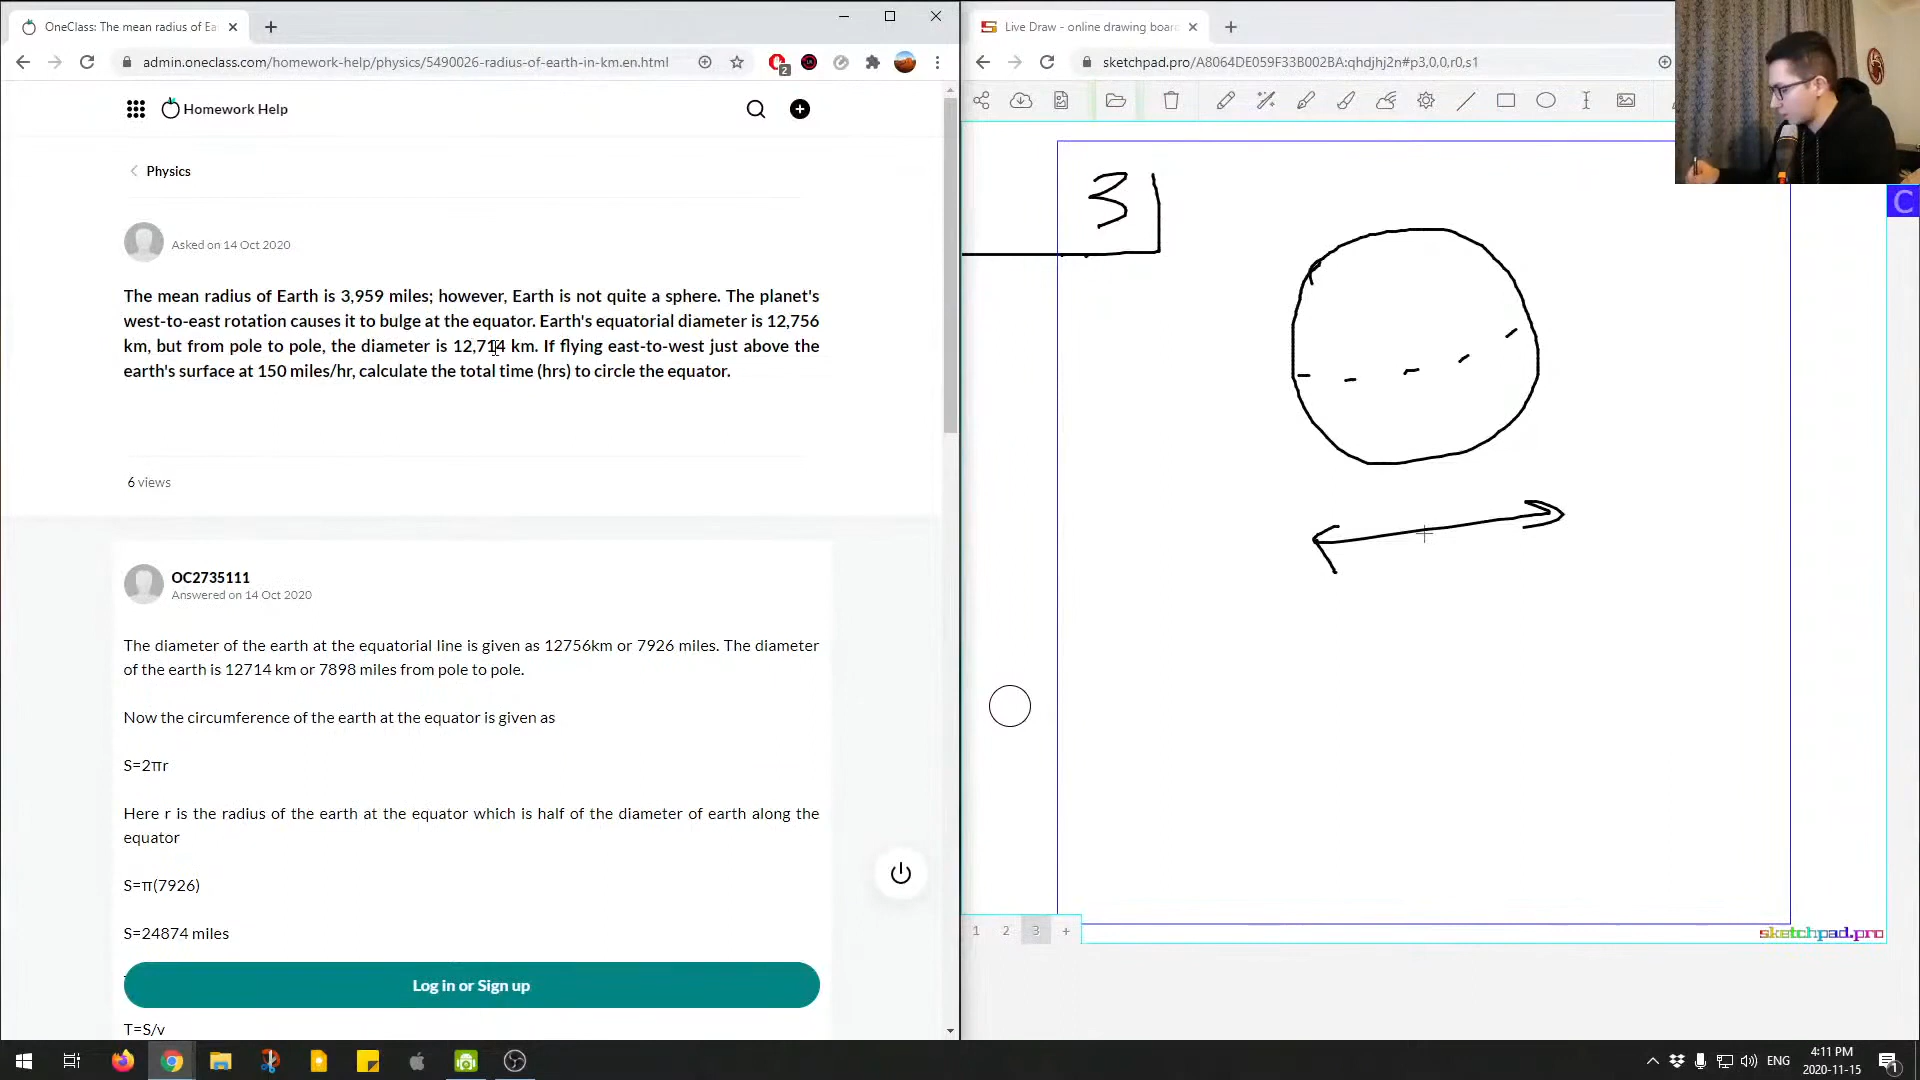 OneClass: The mean radius of Ea
Live Draw - online drawing board
admin.oneclass.com/homework-help/physics/5490026-radius-of-earth-in-km.en.html
sketchpad.pro/A8064DE059F33B002BA:qhdjhj2n#p3,0,0,r0,s1
2
Homework Help
Physics
Asked on 14 Oct 2020
The mean radius of Earth is 3,959 miles; however, Earth is not quite a sphere. The planet's
west-to-east rotation causes it to bulge at the equator. Earth's equatorial diameter is 12,756
km, but from pole to pole, the diameter is 12,714 km. If flying east-to-west just above the
earth's surface at 150 miles/hr, calculate the total time (hrs) to circle the equator.
6 views
OC2735111
Answered on 14 Oct 2020
The diameter of the earth at the equatorial line is given as 12756km or 7926 miles. The diameter
of the earth is 12714 km or 7898 miles from pole to pole.
Now the circumference of the earth at the equator is given as
S=2πr
Here r is the radius of the earth at the equator which is half of the diameter of earth along the
equator
S=π(7926)
S=24874 miles
Log in or Sign up
T=S/v
3
C
1 2 3 +
sketchpad.pro
ENG
4:11 PM
2020-11-15
1